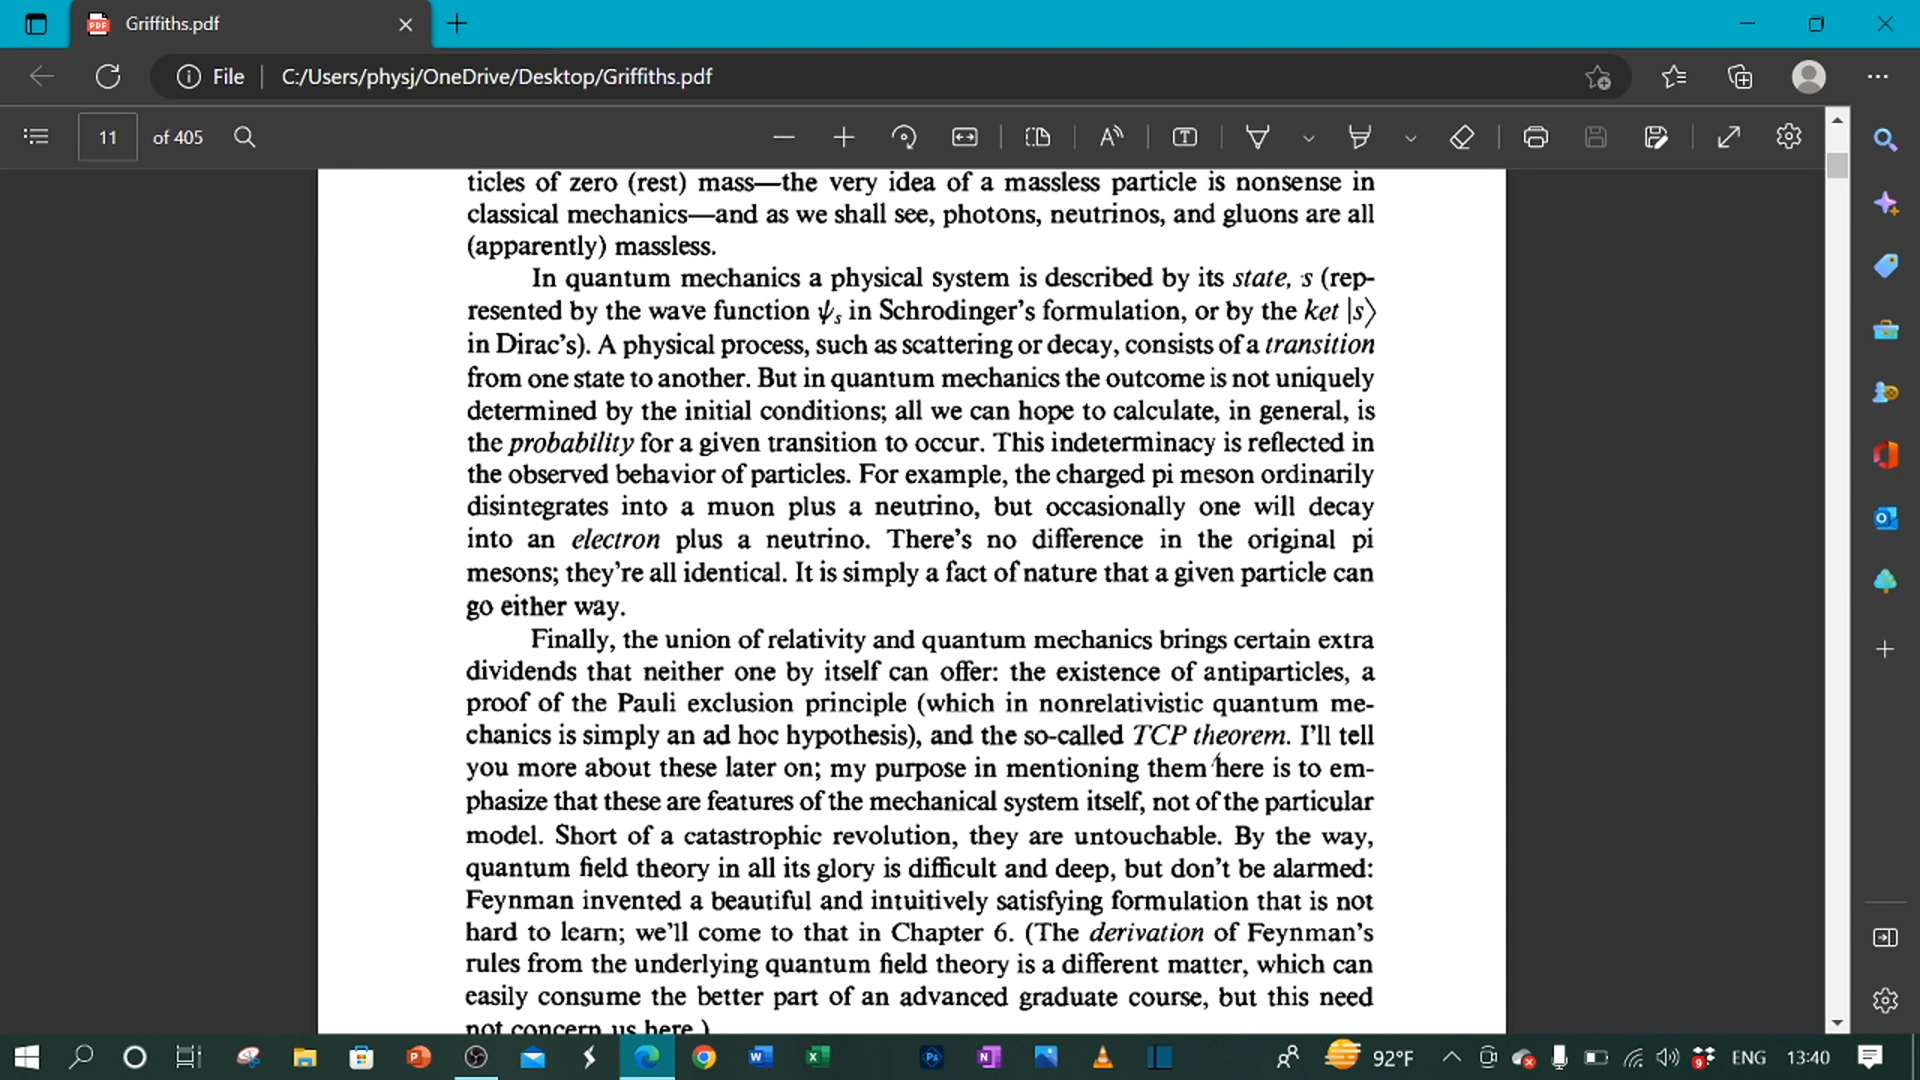 Griffiths.pdf
File
C:/Users/physj/OneDrive/Desktop/Griffiths.pdf
11 of 405
ticles of zero (rest) mass—the very idea of a massless particle is nonsense in
classical mechanics—and as we shall see, photons, neutrinos, and gluons are all
(apparently) massless.
In quantum mechanics a physical system is described by its state, s (rep-
resented by the wave function ψₛ in Schrodinger's formulation, or by the ket |s⟩
in Dirac's). A physical process, such as scattering or decay, consists of a transition
from one state to another. But in quantum mechanics the outcome is not uniquely
determined by the initial conditions; all we can hope to calculate, in general, is
the probability for a given transition to occur. This indeterminacy is reflected in
the observed behavior of particles. For example, the charged pi meson ordinarily
disintegrates into a muon plus a neutrino, but occasionally one will decay
into an electron plus a neutrino. There's no difference in the original pi
mesons; they're all identical. It is simply a fact of nature that a given particle can
go either way.
Finally, the union of relativity and quantum mechanics brings certain extra
dividends that neither one by itself can offer: the existence of antiparticles, a
proof of the Pauli exclusion principle (which in nonrelativistic quantum me-
chanics is simply an ad hoc hypothesis), and the so-called TCP theorem. I'll tell
you more about these later on; my purpose in mentioning them here is to em-
phasize that these are features of the mechanical system itself, not of the particular
model. Short of a catastrophic revolution, they are untouchable. By the way,
quantum field theory in all its glory is difficult and deep, but don't be alarmed:
Feynman invented a beautiful and intuitively satisfying formulation that is not
hard to learn; we'll come to that in Chapter 6. (The derivation of Feynman's
rules from the underlying quantum field theory is a different matter, which can
easily consume the better part of an advanced graduate course, but this need
not concern us here.)
92°F
ENG
13:40